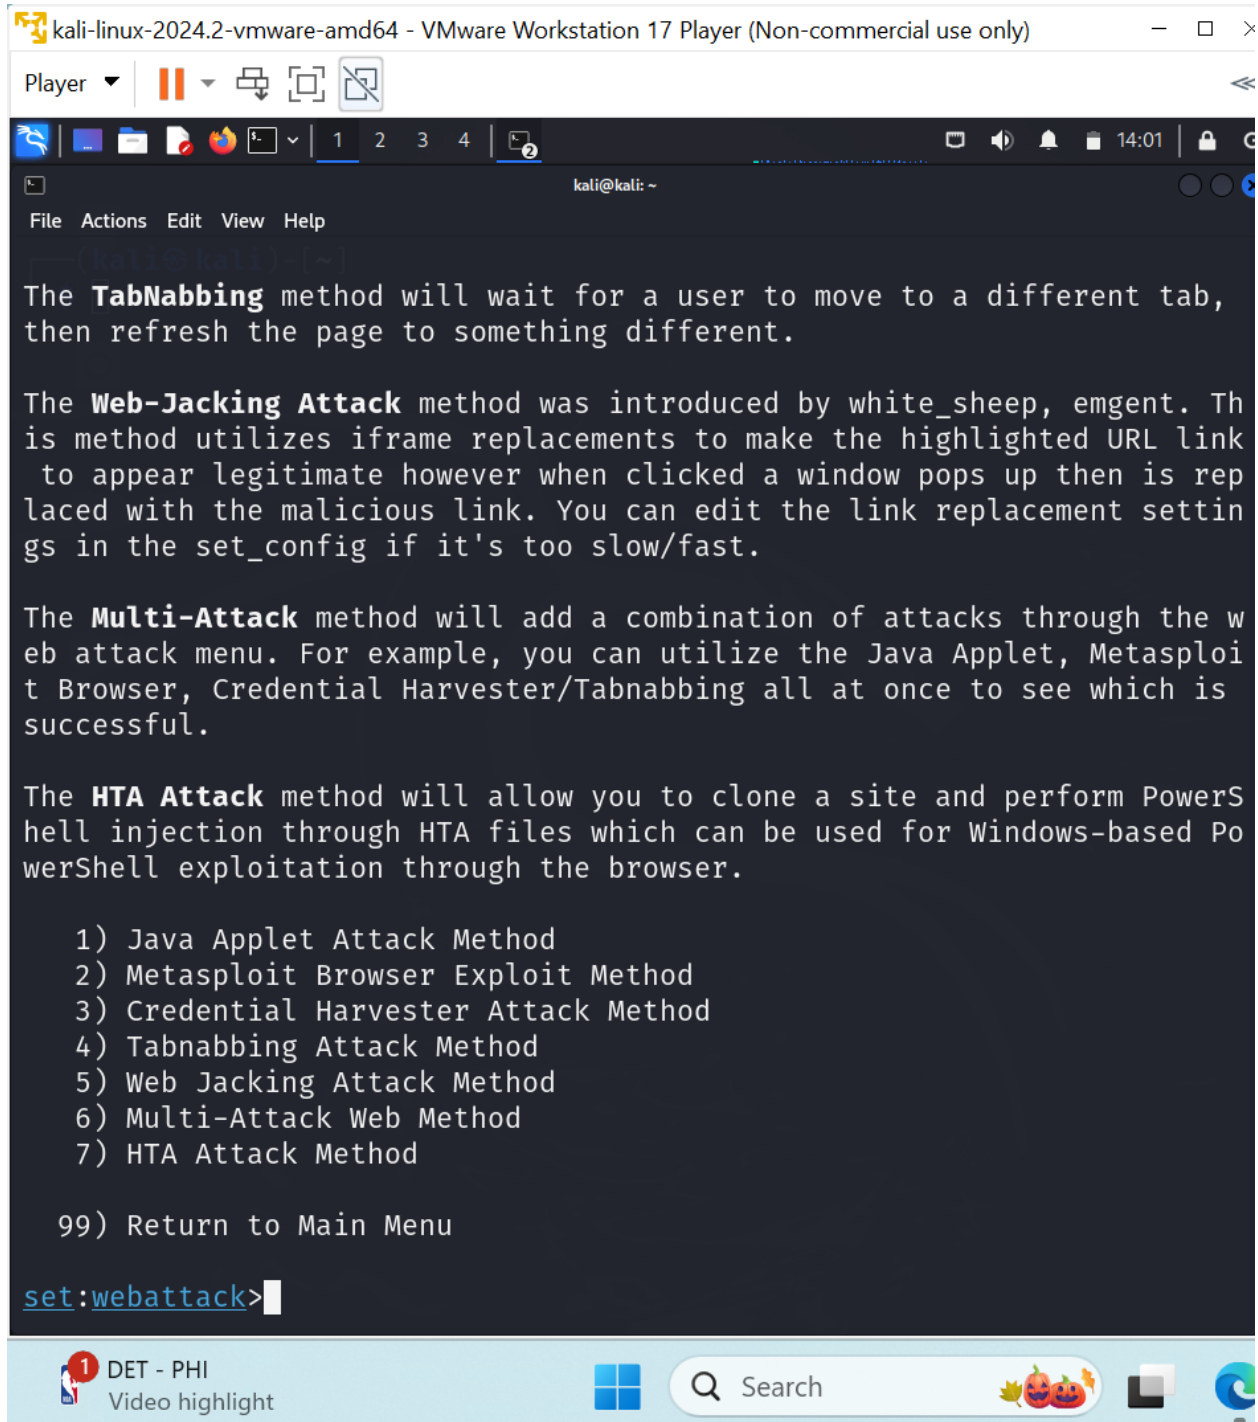 kali-linux-2024.2-vmware-amd64 - VMware Workstation 17 Player (Non-commercial use only)
Player
1 2 3 4 2 14:01
kali@kali: ~
File Actions Edit View Help
(kali㉿kali)-[~]
The TabNabbing method will wait for a user to move to a different tab,
then refresh the page to something different.
The Web-Jacking Attack method was introduced by white_sheep, emgent. Th
is method utilizes iframe replacements to make the highlighted URL link
to appear legitimate however when clicked a window pops up then is rep
laced with the malicious link. You can edit the link replacement settin
gs in the set_config if it's too slow/fast.
The Multi-Attack method will add a combination of attacks through the w
eb attack menu. For example, you can utilize the Java Applet, Metasploi
t Browser, Credential Harvester/Tabnabbing all at once to see which is
successful.
The HTA Attack method will allow you to clone a site and perform PowerS
hell injection through HTA files which can be used for Windows-based Po
werShell exploitation through the browser.
1) Java Applet Attack Method
2) Metasploit Browser Exploit Method
3) Credential Harvester Attack Method
4) Tabnabbing Attack Method
5) Web Jacking Attack Method
6) Multi-Attack Web Method
7) HTA Attack Method
99) Return to Main Menu
set:webattack>
1 DET - PHI
Video highlight
Search